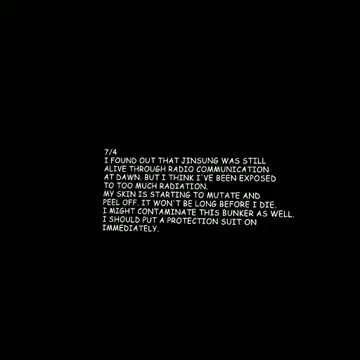 7/4
I FOUND OUT THAT JINSUNG WAS STILL
ALIVE THROUGH RADIO COMMUNICATION
AT DAWN. BUT I THINK I'VE BEEN EXPOSED
TO TOO MUCH RADIATION.
MY SKIN IS STARTING TO MUTATE AND
PEEL OFF. IT WON'T BE LONG BEFORE I DIE.
I MIGHT CONTAMINATE THIS BUNKER AS WELL.
I SHOULD PUT A PROTECTION SUIT ON
IMMEDIATELY.